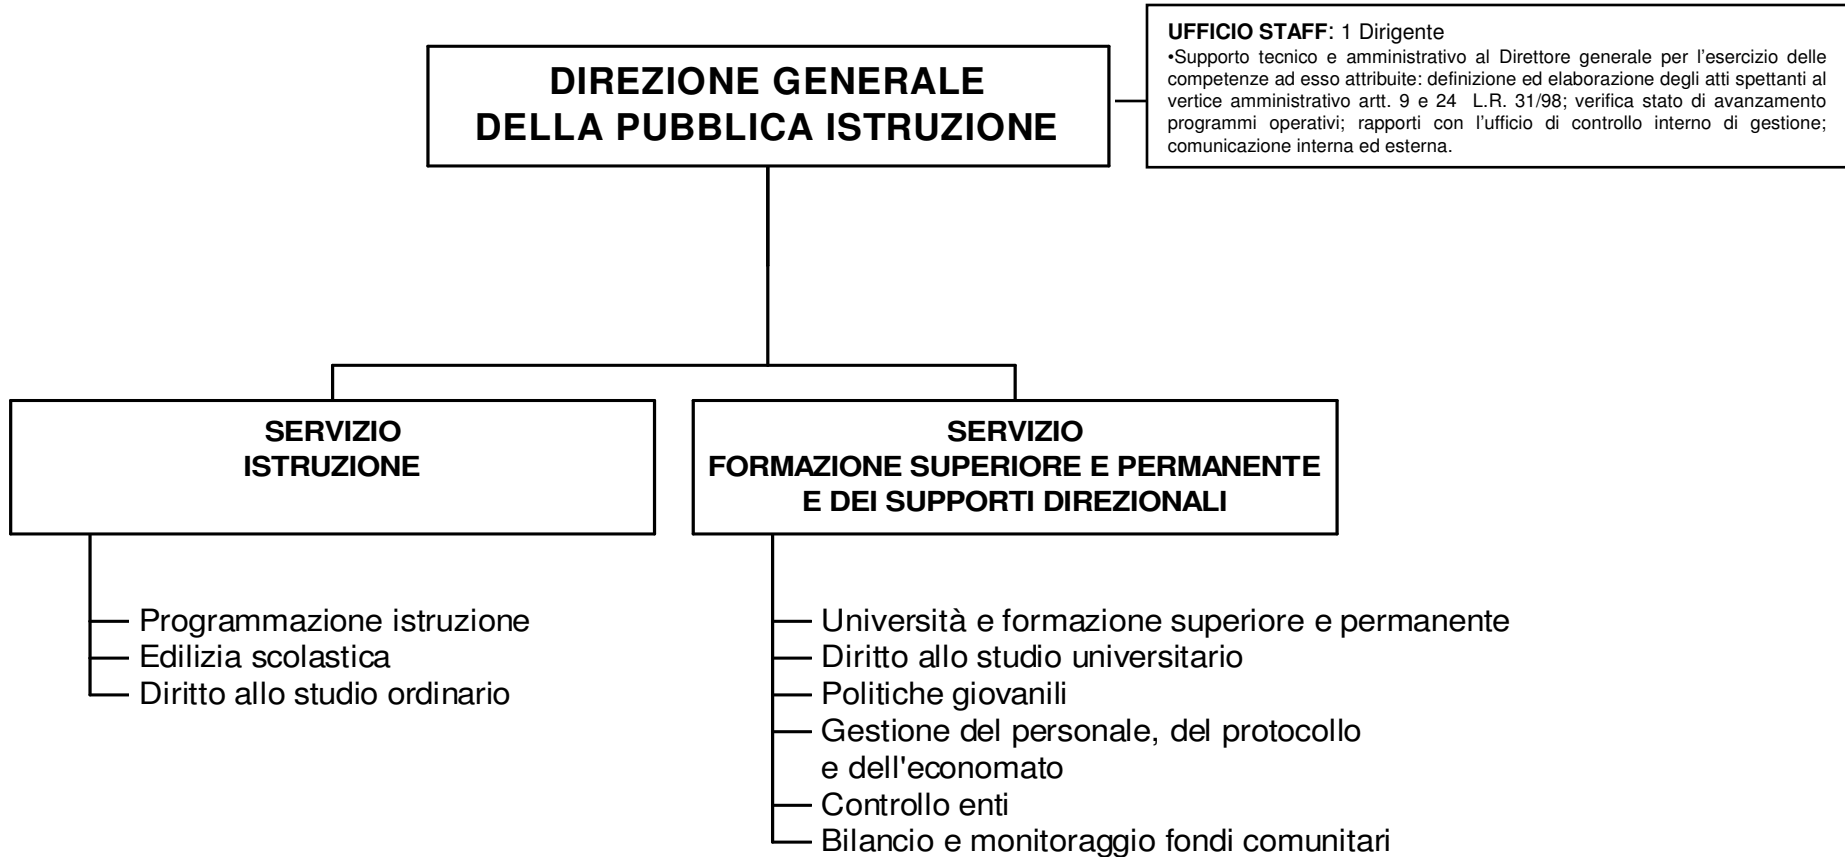 DIREZIONE GENERALE
DELLA PUBBLICA ISTRUZIONE
UFFICIO STAFF: 1 Dirigente
•Supporto tecnico e amministrativo al Direttore generale per l'esercizio delle
competenze ad esso attribuite: definizione ed elaborazione degli atti spettanti al
vertice amministrativo artt. 9 e 24 L.R. 31/98; verifica stato di avanzamento
programmi operativi; rapporti con l'ufficio di controllo interno di gestione;
comunicazione interna ed esterna.
SERVIZIO
ISTRUZIONE
Programmazione istruzione
Edilizia scolastica
Diritto allo studio ordinario
SERVIZIO
FORMAZIONE SUPERIORE E PERMANENTE
E DEI SUPPORTI DIREZIONALI
Università e formazione superiore e permanente
Diritto allo studio universitario
Politiche giovanili
Gestione del personale, del protocollo
e dell'economato
Controllo enti
Bilancio e monitoraggio fondi comunitari